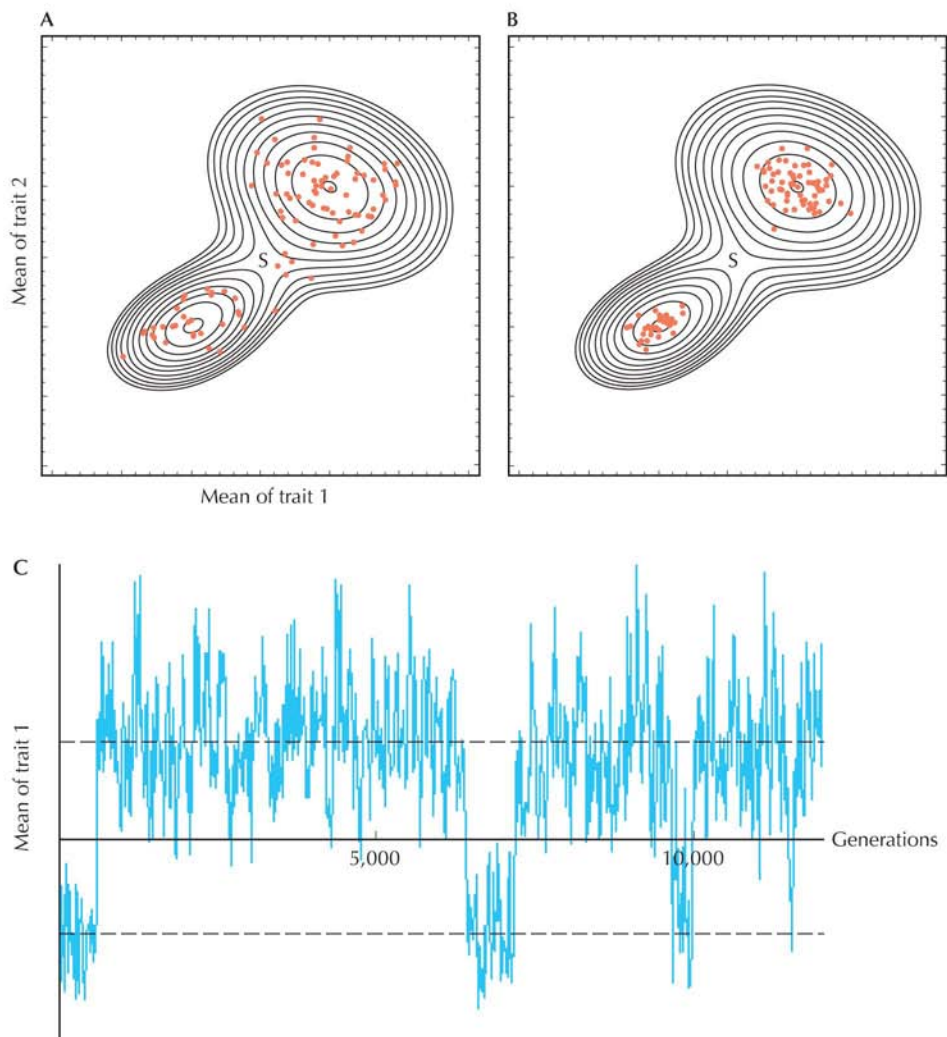 A
B
Mean of trait 2
S
S
Mean of trait 1
C
Mean of trait 1
Generations
5,000
10,000